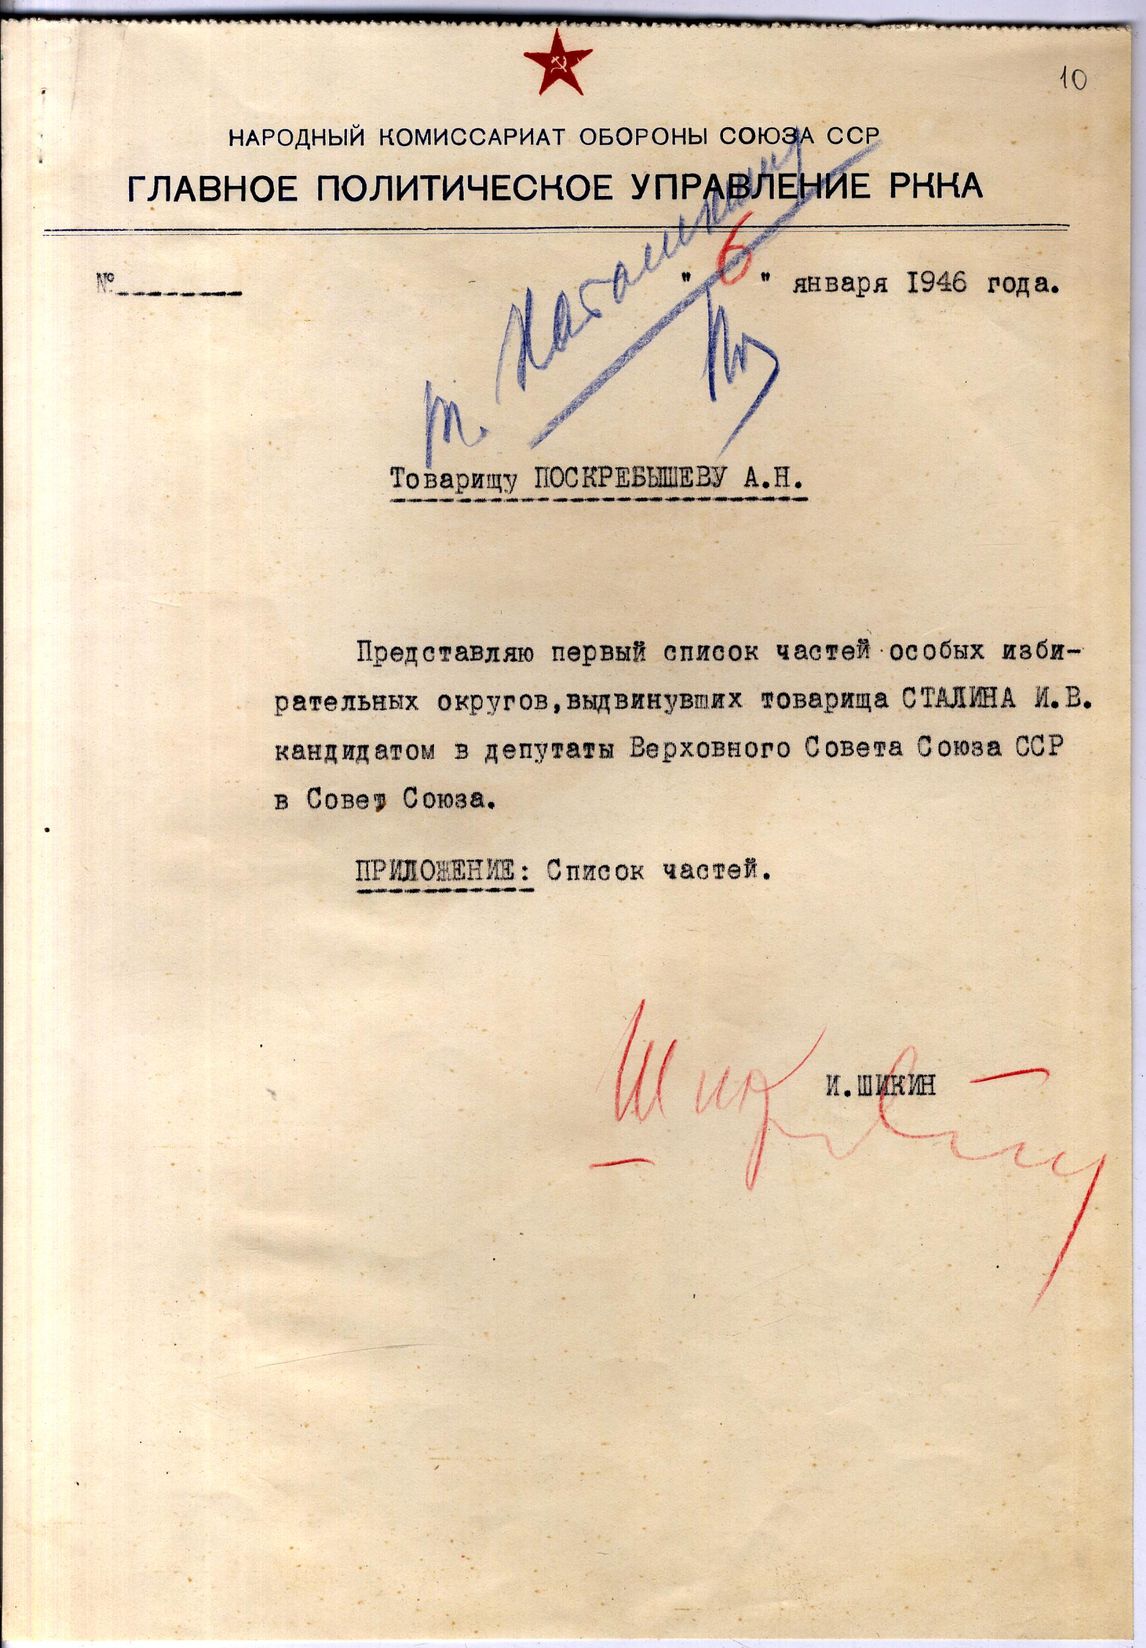 10
НАРОДНЫЙ КОМИССАРИАТ ОБОРОНЫ СОЮЗА ССР
ГЛАВНОЕ ПОЛИТИЧЕСКОЕ УПРАВЛЕНИЕ РККА
№
" 6 " января 1946 года.
т.
Товарищу ПОСКРЕБЫШЕВУ А.Н.
Представляю первый список частей особых изби-
рательных округов,выдвинувших товарища СТАЛИНА И.В.
кандидатом в депутаты Верховного Совета Союза ССР
в Совет Союза.
ПРИЛОЖЕНИЕ: Список частей.
И.ШИКИН